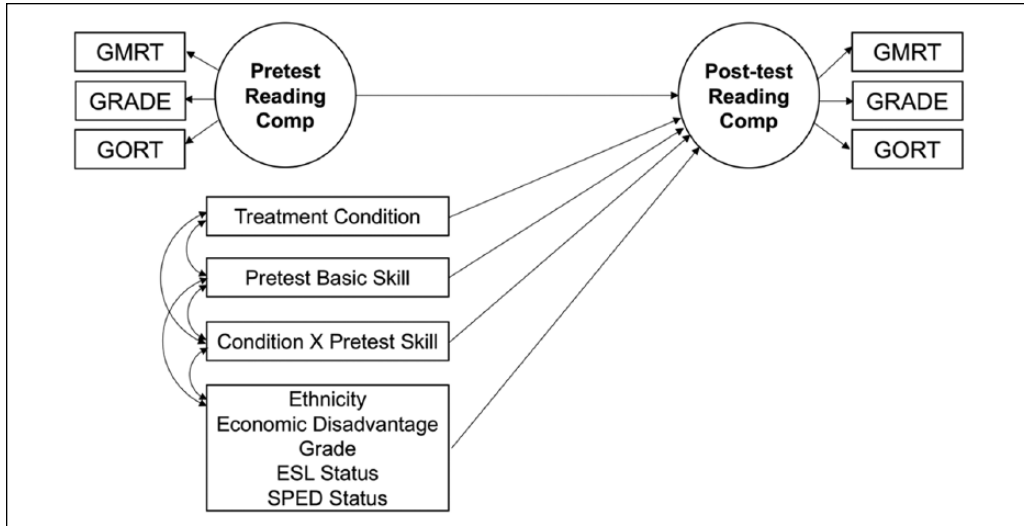 GMRT
GRADE
GORT
Pretest
Reading
Comp
Post-test
Reading
Comp
GMRT
GRADE
GORT
Treatment Condition
Pretest Basic Skill
Condition X Pretest Skill
Ethnicity
Economic Disadvantage
Grade
ESL Status
SPED Status